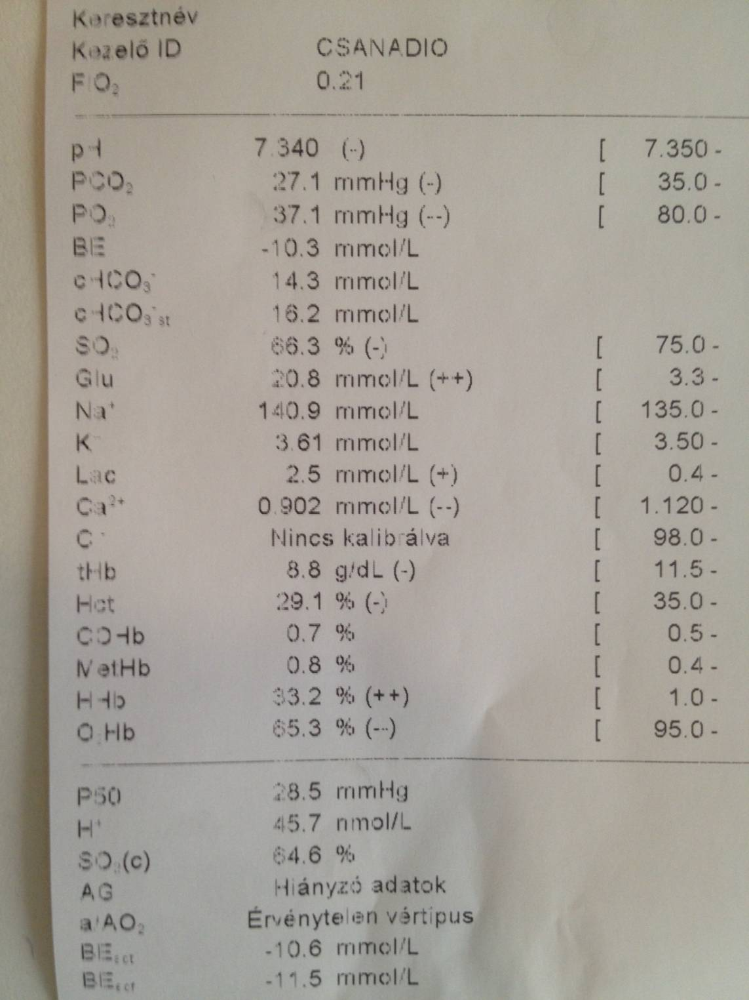 Keresztnév
Kezelő ID CSANADIO
FIO₂ 0.21
pH 7.340 (-) [ 7.350 -
PCO₂ 27.1 mmHg (-) [ 35.0 -
PO₂ 37.1 mmHg (--) [ 80.0 -
BE -10.3 mmol/L
cHCO₃⁻ 14.3 mmol/L
cHCO₃⁻st 16.2 mmol/L
SO₂ 66.3 % (-) [ 75.0 -
Glu 20.8 mmol/L (++) [ 3.3 -
Na⁺ 140.9 mmol/L [ 135.0 -
K⁺ 3.61 mmol/L [ 3.50 -
Lac 2.5 mmol/L (+) [ 0.4 -
Ca²⁺ 0.902 mmol/L (--) [ 1.120 -
Cl⁻ Nincs kalibrálva [ 98.0 -
tHb 8.8 g/dL (-) [ 11.5 -
Hct 29.1 % (-) [ 35.0 -
COHb 0.7 % [ 0.5 -
MetHb 0.8 % [ 0.4 -
HHb 33.2 % (++) [ 1.0 -
O₂Hb 65.3 % (--) [ 95.0 -
P50 28.5 mmHg
H⁺ 45.7 nmol/L
SO₂(c) 64.6 %
AG Hiányzó adatok
a/AO₂ Érvénytelen vértípus
BEact -10.6 mmol/L
BEecf -11.5 mmol/L